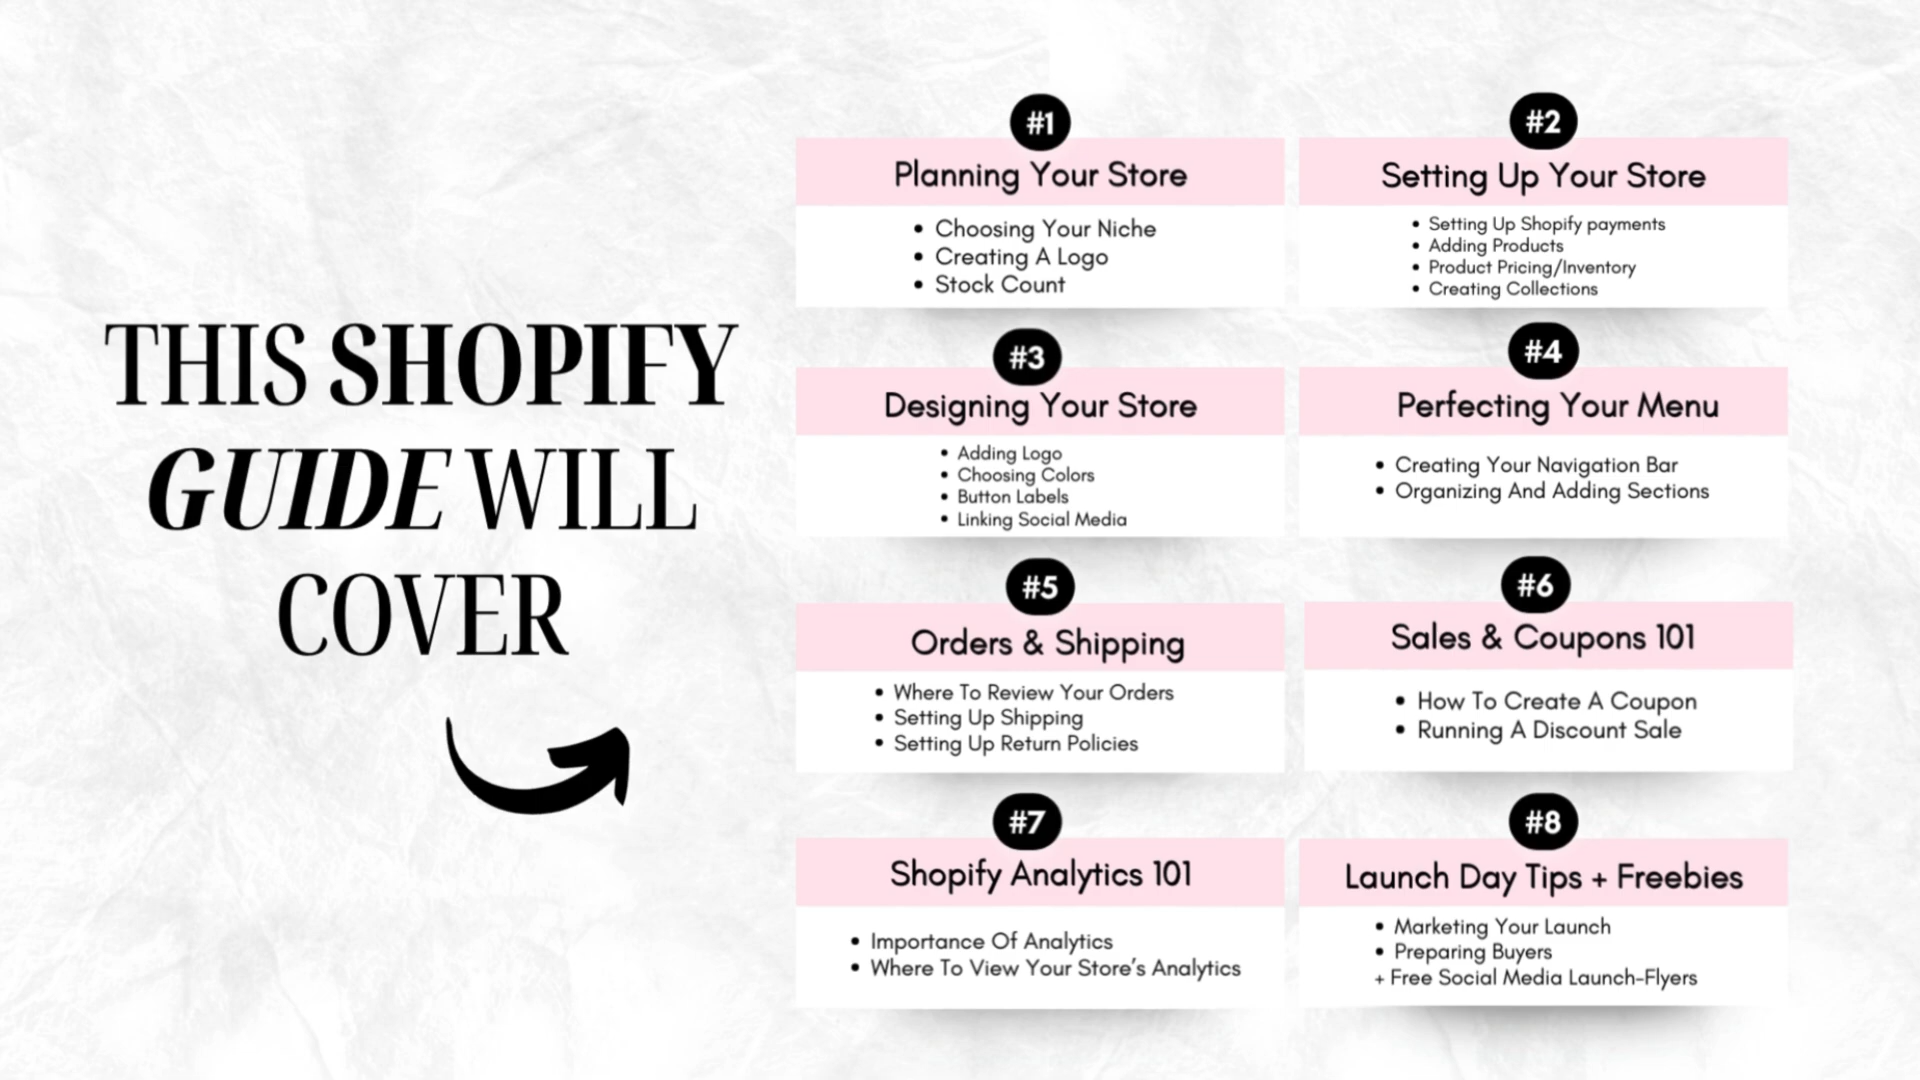 THIS SHOPIFY
GUIDE WILL
COVER
#1
Planning Your Store
• Choosing Your Niche
• Creating A Logo
• Stock Count
#2
Setting Up Your Store
• Setting Up Shopify payments
• Adding Products
• Product Pricing/Inventory
• Creating Collections
#3
Designing Your Store
• Adding Logo
• Choosing Colors
• Button Labels
• Linking Social Media
#4
Perfecting Your Menu
• Creating Your Navigation Bar
• Organizing And Adding Sections
#5
Orders & Shipping
• Where To Review Your Orders
• Setting Up Shipping
• Setting Up Return Policies
#6
Sales & Coupons 101
• How To Create A Coupon
• Running A Discount Sale
#7
Shopify Analytics 101
• Importance Of Analytics
• Where To View Your Store's Analytics
#8
Launch Day Tips + Freebies
• Marketing Your Launch
• Preparing Buyers
+ Free Social Media Launch-Flyers